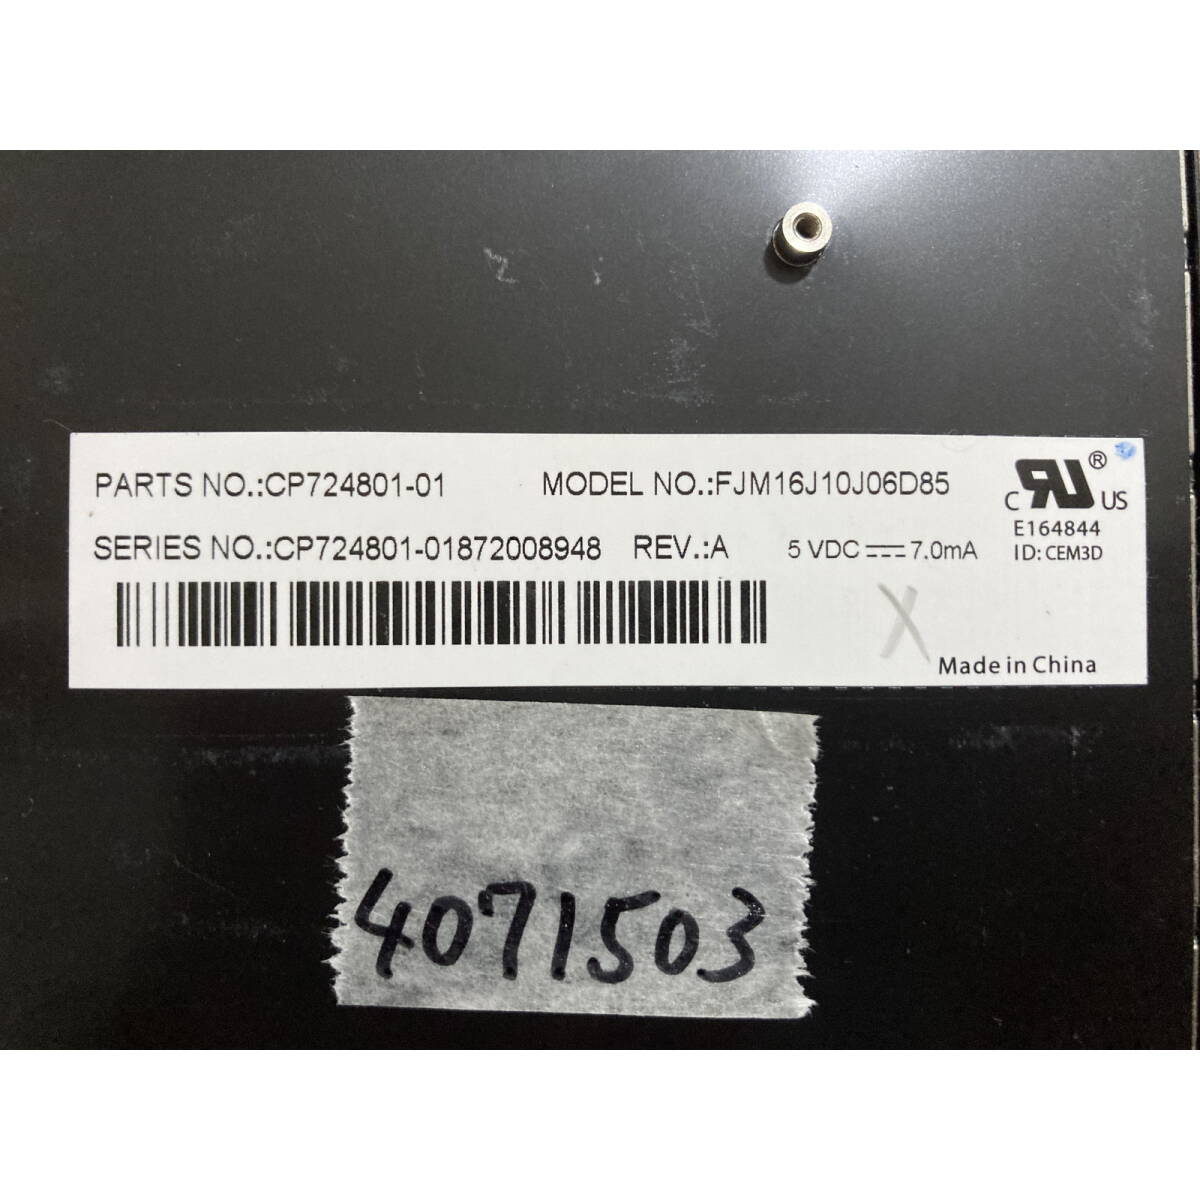 PARTS NO.:CP724801-01 MODEL NO.:FJM16J10J06D85
SERIES NO.:CP724801-01872008948 REV.:A 5 VDC⎓7.0mA
C RU ® US
E164844
ID: CEM3D
X
Made in China
4071503